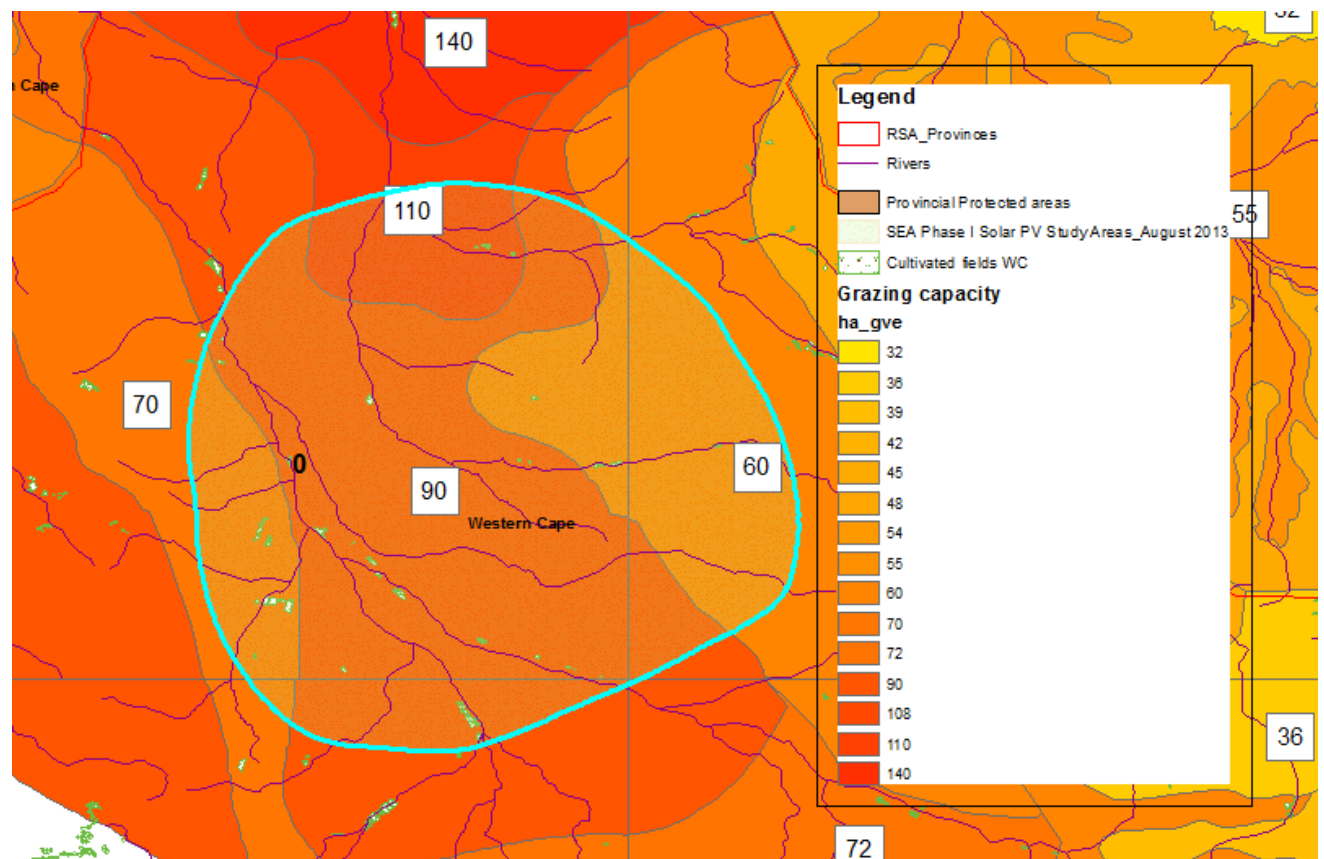 32
140
n Cape
Legend
RSA_Provinces
Rivers
Provincial Protected areas
SEA Phase I Solar PV Study Areas_August 2013
Cultivated fields WC
Grazing capacity
ha_gve
32
36
39
42
45
48
54
55
60
70
72
90
108
110
140
55
110
70
0
60
90
Western Cape
36
72